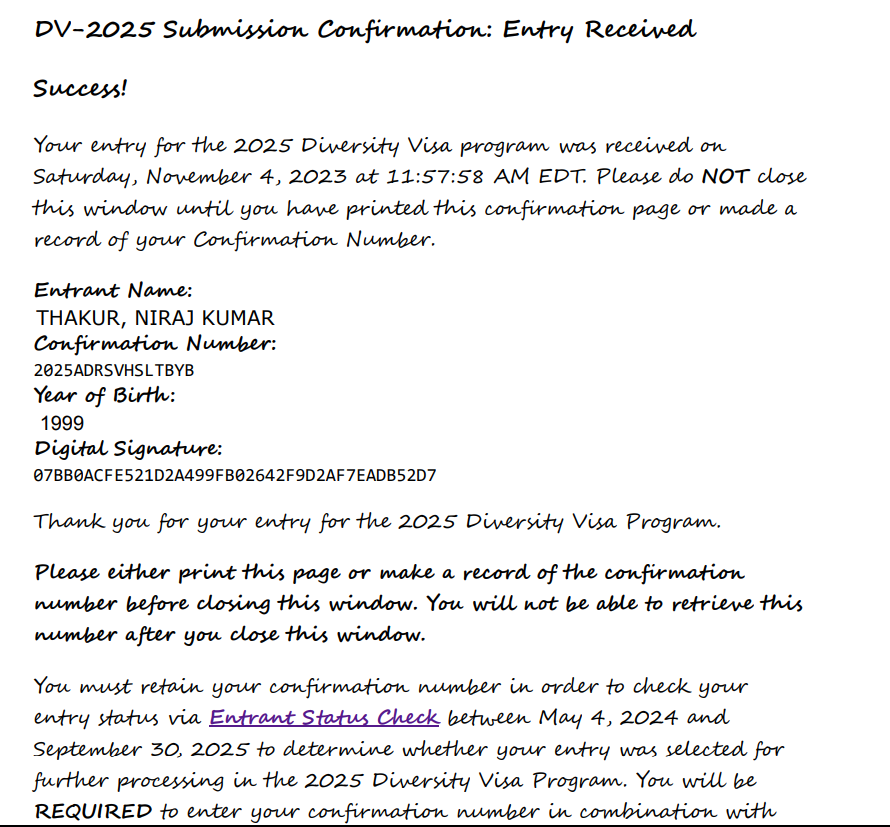 DV-2025 Submission Confirmation: Entry Received
Success!
Your entry for the 2025 Diversity Visa program was received on
Saturday, November 4, 2023 at 11:57:58 AM EDT. Please do NOT close
this window until you have printed this confirmation page or made a
record of your Confirmation Number.
Entrant Name:
THAKUR, NIRAJ KUMAR
Confirmation Number:
2025ADRSVHSLTBYB
Year of Birth:
1999
Digital Signature:
07BB0ACFE521D2A499FB02642F9D2AF7EADB52D7
Thank you for your entry for the 2025 Diversity Visa Program.
Please either print this page or make a record of the confirmation
number before closing this window. You will not be able to retrieve this
number after you close this window.
You must retain your confirmation number in order to check your
entry status via Entrant Status Check between May 4, 2024 and
September 30, 2025 to determine whether your entry was selected for
further processing in the 2025 Diversity Visa Program. You will be
REQUIRED to enter your confirmation number in combination with